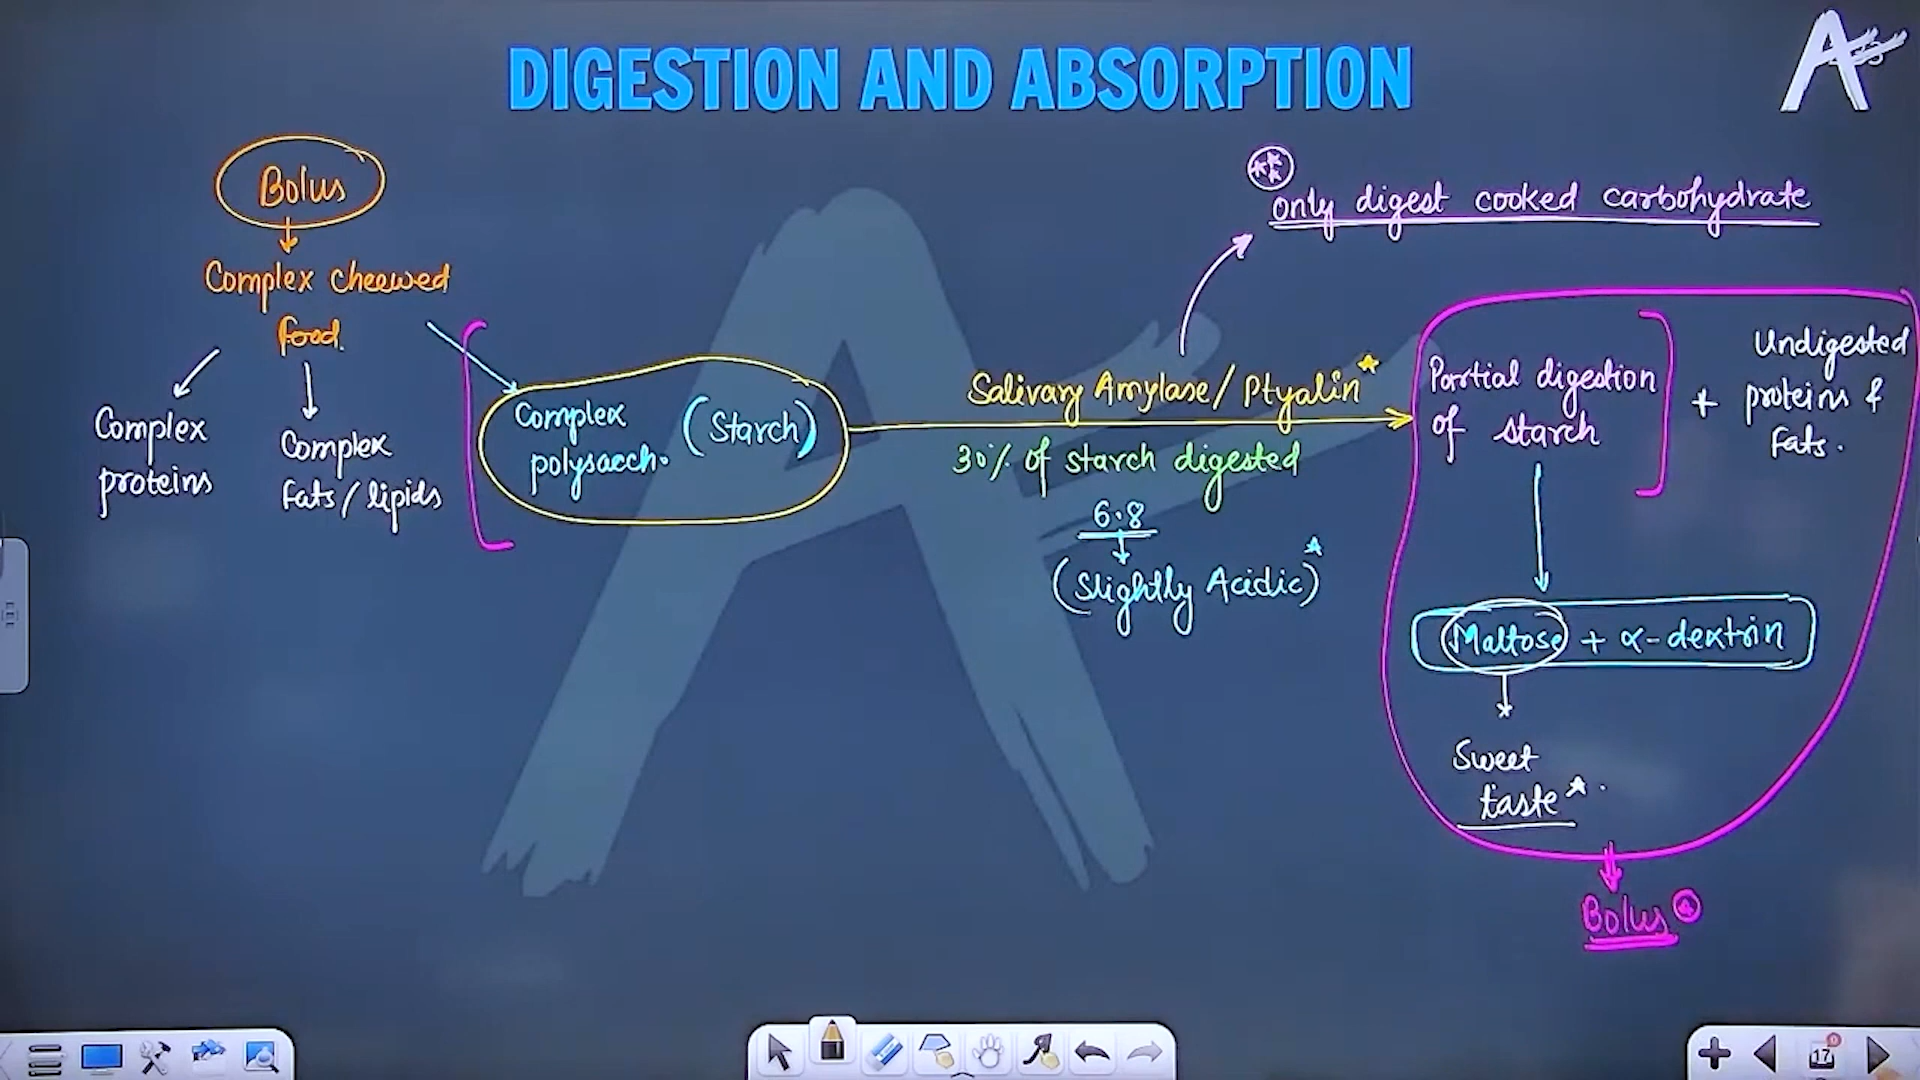 DIGESTION AND ABSORPTION
Bolus
Complex cheewed
food.
Complex
proteins
Complex
fats/lipids
Complex
polysacch.
(Starch)
Only digest cooked carbohydrate
Salivary Amylase/Ptyalin
30% of starch digested
6.8
(Slightly Acidic)
Partial digestion
of starch
+
Undigested
proteins &
fats.
Maltose + α-dextrin
Sweet
taste
Bolus
17